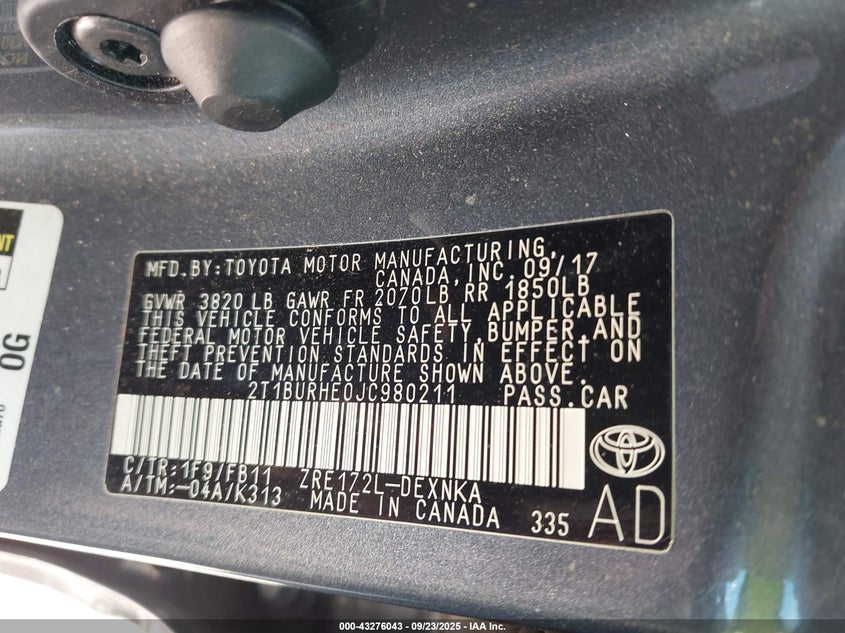 NT
R
OG
MFD.BY:TOYOTA MOTOR MANUFACTURING,
CANADA,INC.09/17
GVWR 3820 LB GAWR FR 2070LB RR 1850LB
THIS VEHICLE CONFORMS TO ALL APPLICABLE
FEDERAL MOTOR VEHICLE SAFETY,BUMPER,AND
THEFT PREVENTION STANDARDS IN EFFECT ON
THE DATE OF MANUFACTURE SHOWN ABOVE.
2T1BURHE0JC980211 PASS.CAR
C/TR:1F9/FB11 ZRE172L-DEXNKA
A/TM:-04A/K313 MADE IN CANADA 335 AD
000-43276043 / 09/23/2025 - IAA Inc.